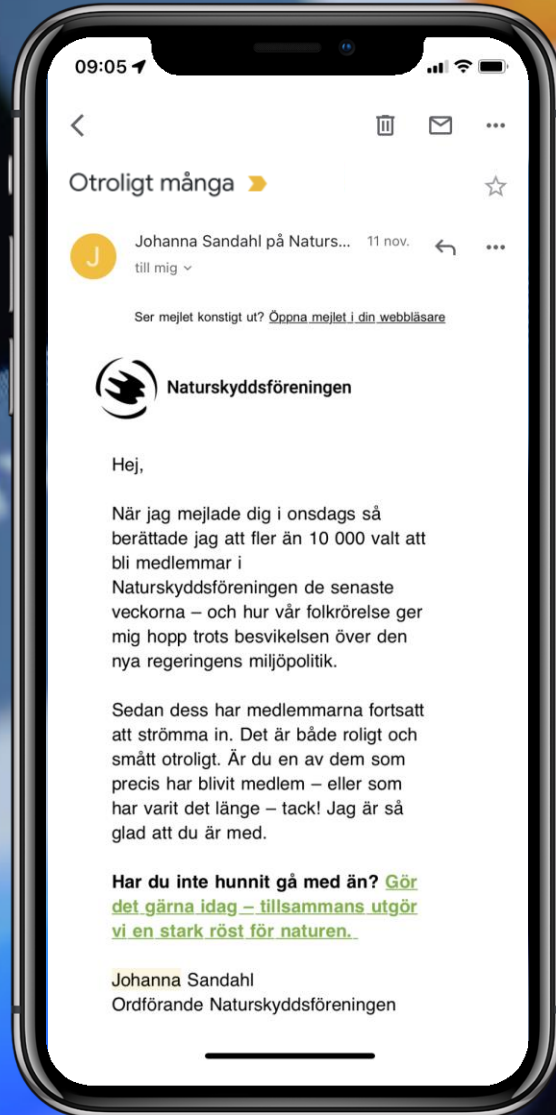 09:05
Otroligt många
J
Johanna Sandahl på Naturs... 11 nov.
till mig
Ser mejlet konstigt ut? Öppna mejlet i din webbläsare
Naturskyddsföreningen
Hej,
När jag mejlade dig i onsdags så
berättade jag att fler än 10 000 valt att
bli medlemmar i
Naturskyddsföreningen de senaste
veckorna – och hur vår folkrörelse ger
mig hopp trots besvikelsen över den
nya regeringens miljöpolitik.
Sedan dess har medlemmarna fortsatt
att strömma in. Det är både roligt och
smått otroligt. Är du en av dem som
precis har blivit medlem – eller som
har varit det länge – tack! Jag är så
glad att du är med.
Har du inte hunnit gå med än? Gör
det gärna idag – tillsammans utgör
vi en stark röst för naturen.
Johanna Sandahl
Ordförande Naturskyddsföreningen